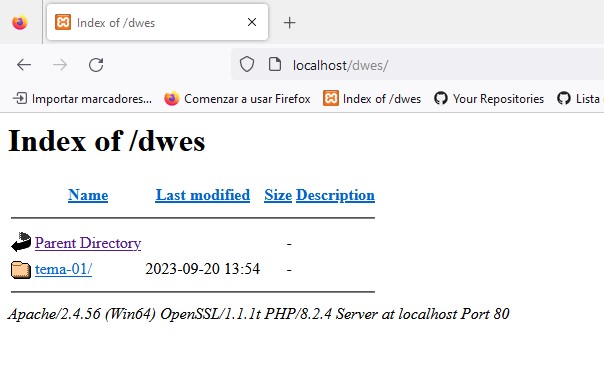 Index of /dwes
localhost/dwes/
Importar marcadores... Comenzar a usar Firefox Index of /dwes Your Repositories Lista
Index of /dwes
Name Last modified Size Description
Parent Directory -
tema-01/ 2023-09-20 13:54 -
Apache/2.4.56 (Win64) OpenSSL/1.1.1t PHP/8.2.4 Server at localhost Port 80